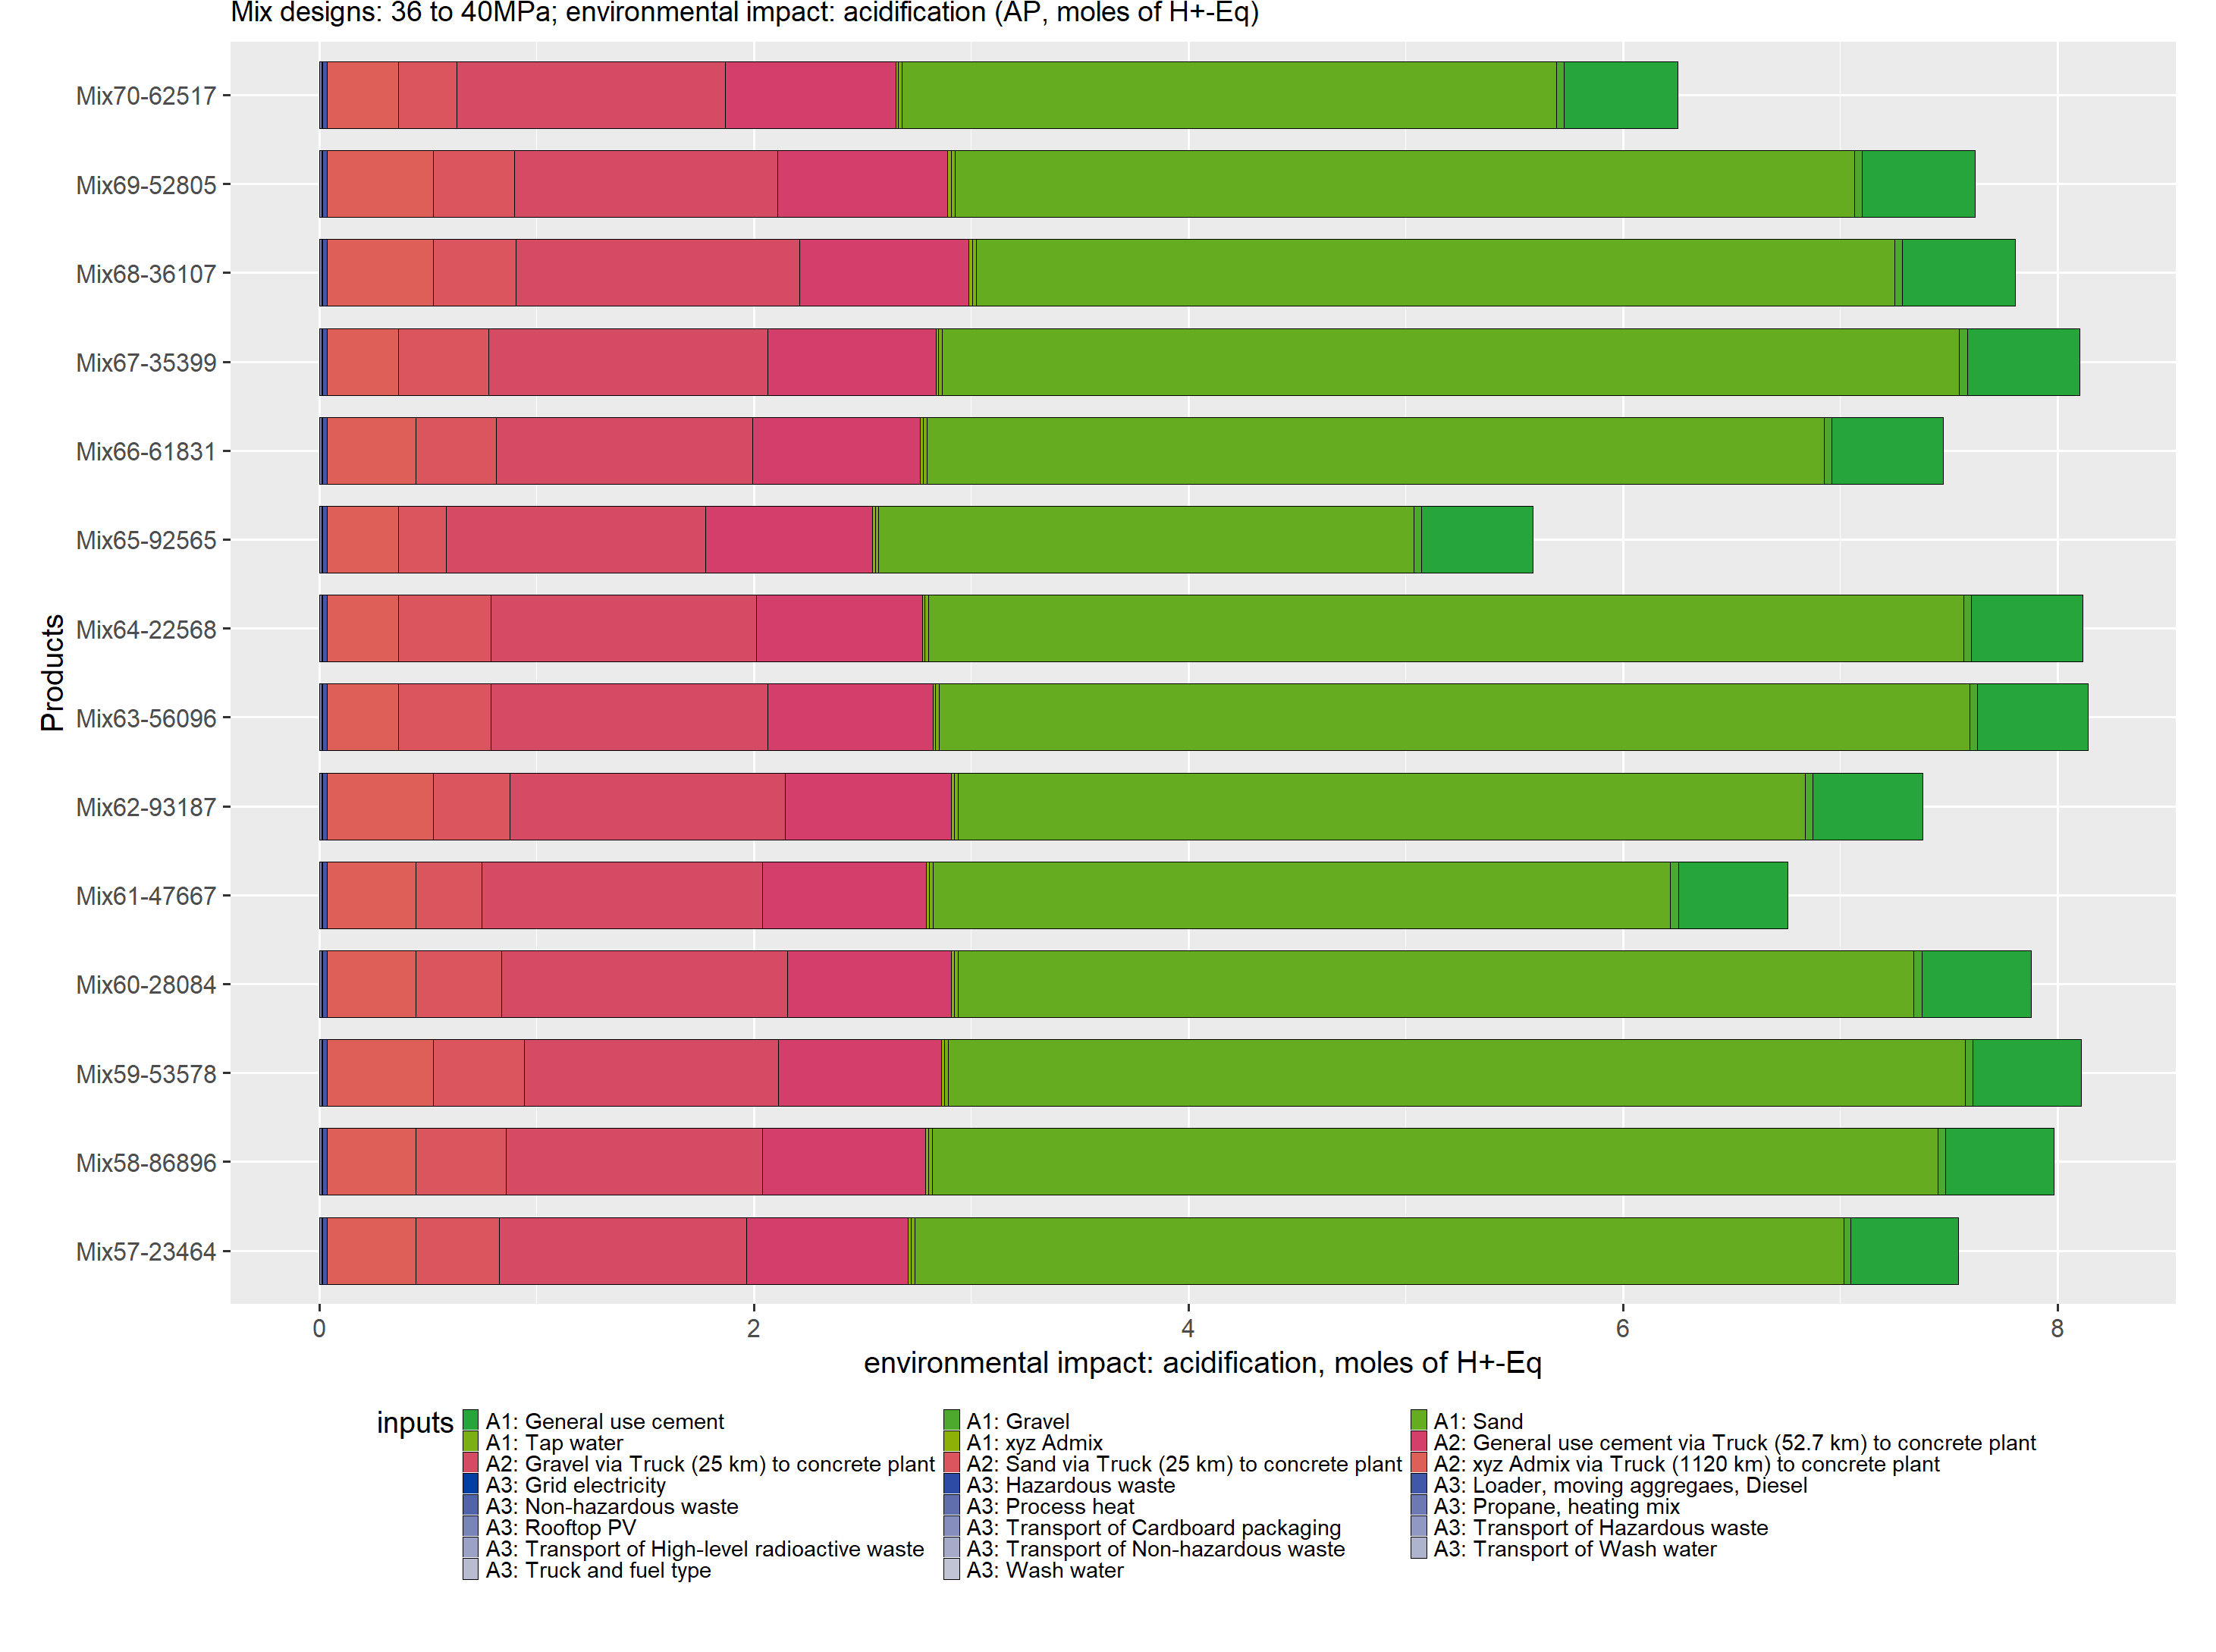 Mix designs: 36 to 40MPa; environmental impact: acidification (AP, moles of H+-Eq)
Mix70-62517
Mix69-52805
Mix68-36107
Mix67-35399
Mix66-61831
Mix65-92565
Mix64-22568
Mix63-56096
Mix62-93187
Mix61-47667
Mix60-28084
Mix59-53578
Mix58-86896
Mix57-23464
Products
0 2 4 6 8
environmental impact: acidification, moles of H+-Eq
inputs
A1: General use cement A1: Gravel A1: Sand
A1: Tap water A1: xyz Admix A2: General use cement via Truck (52.7 km) to concrete plant
A2: Gravel via Truck (25 km) to concrete plant A2: Sand via Truck (25 km) to concrete plant A2: xyz Admix via Truck (1120 km) to concrete plant
A3: Grid electricity A3: Hazardous waste A3: Loader, moving aggregaes, Diesel
A3: Non-hazardous waste A3: Process heat A3: Propane, heating mix
A3: Rooftop PV A3: Transport of Cardboard packaging A3: Transport of Hazardous waste
A3: Transport of High-level radioactive waste A3: Transport of Non-hazardous waste A3: Transport of Wash water
A3: Truck and fuel type A3: Wash water